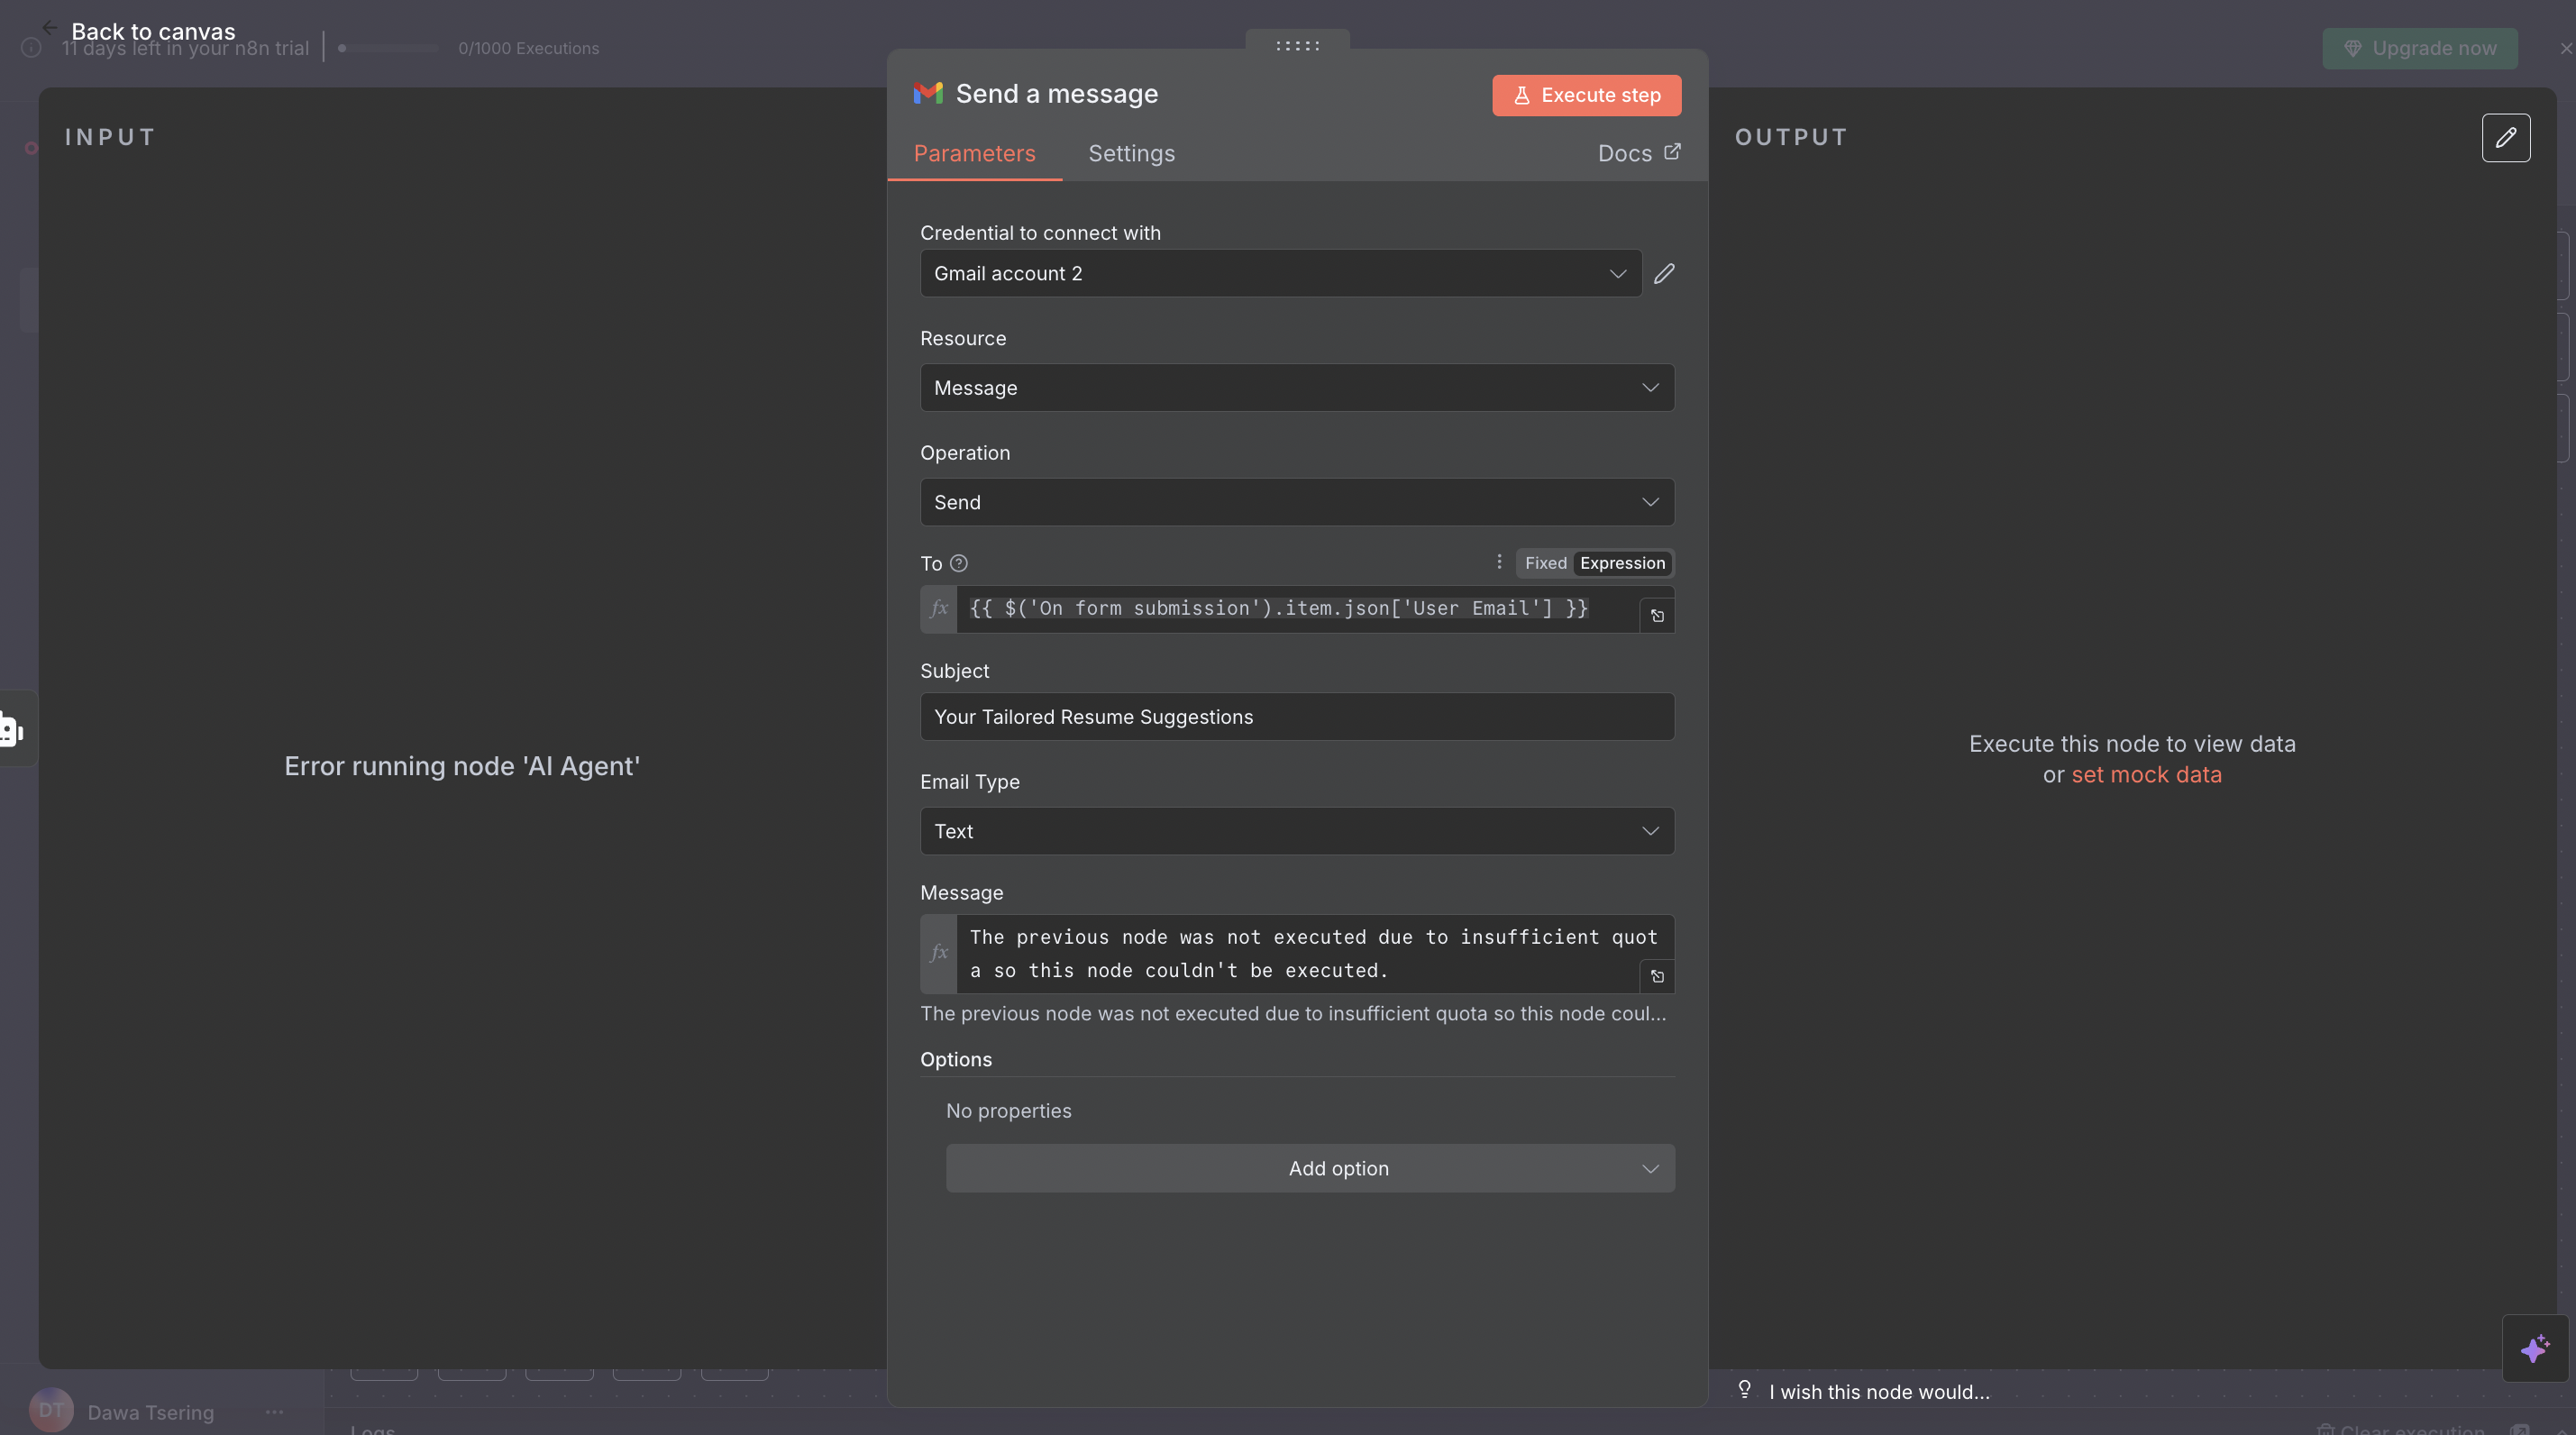 Back to canvas
11 days left in your n8n trial
0/1000 Executions
Upgrade now
INPUT
Error running node 'AI Agent'
Send a message
Execute step
Parameters
Settings
Docs
Credential to connect with
Gmail account 2
Resource
Message
Operation
Send
To
Fixed
Expression
fx
{{ $('On form submission').item.json['User Email'] }}
Subject
Your Tailored Resume Suggestions
Email Type
Text
Message
fx
The previous node was not executed due to insufficient quot
a so this node couldn't be executed.
The previous node was not executed due to insufficient quota so this node coul...
Options
No properties
Add option
OUTPUT
Execute this node to view data
or set mock data
I wish this node would...
DT
Dawa Tsering
Logs
Clear execution